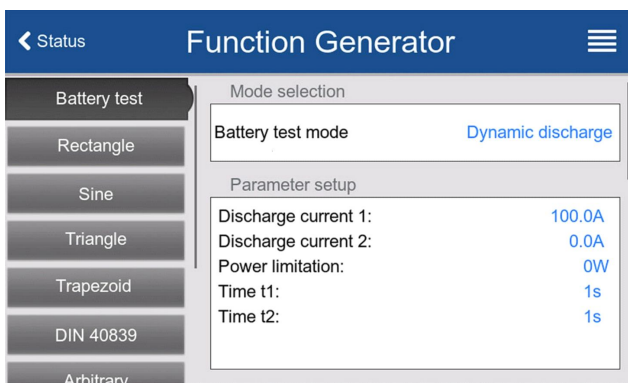 Status
Function Generator
Battery test
Rectangle
Sine
Triangle
Trapezoid
DIN 40839
Arbitrary
Mode selection
Battery test mode Dynamic discharge
Parameter setup
Discharge current 1: 100.0A
Discharge current 2: 0.0A
Power limitation: 0W
Time t1: 1s
Time t2: 1s